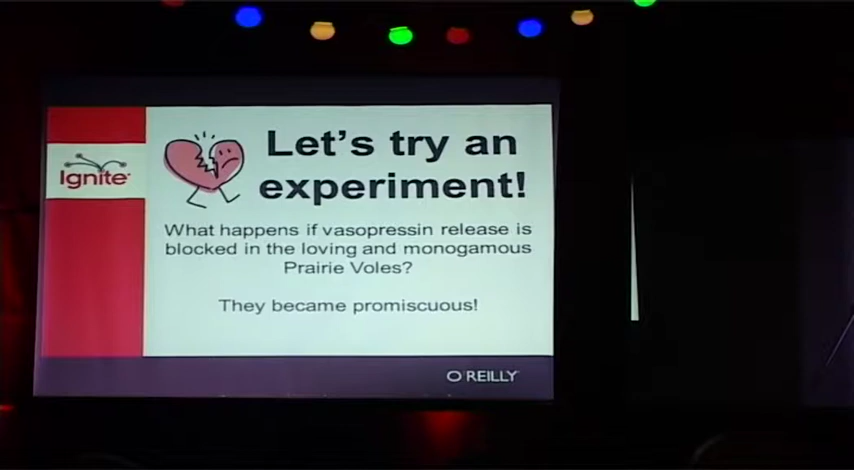 Ignite
Let's try an
experiment!
What happens if vasopressin release is
blocked in the loving and monogamous
Prairie Voles?
They became promiscuous!
O'REILLY